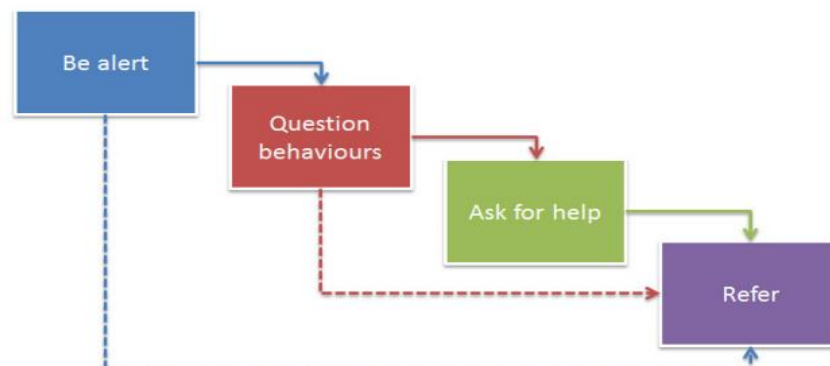 Be alert
Question
behaviours
Ask for help
Refer